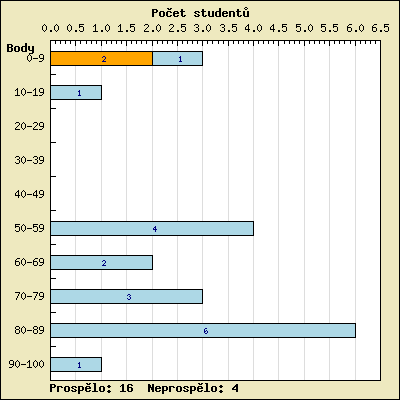 Počet studentů
0.0 0.5 1.0 1.5 2.0 2.5 3.0 3.5 4.0 4.5 5.0 5.5 6.0 6.5
Body
0-9 2 1
10-19 1
20-29
30-39
40-49
50-59 4
60-69 2
70-79 3
80-89 6
90-100 1
Prospělo: 16 Neprospělo: 4